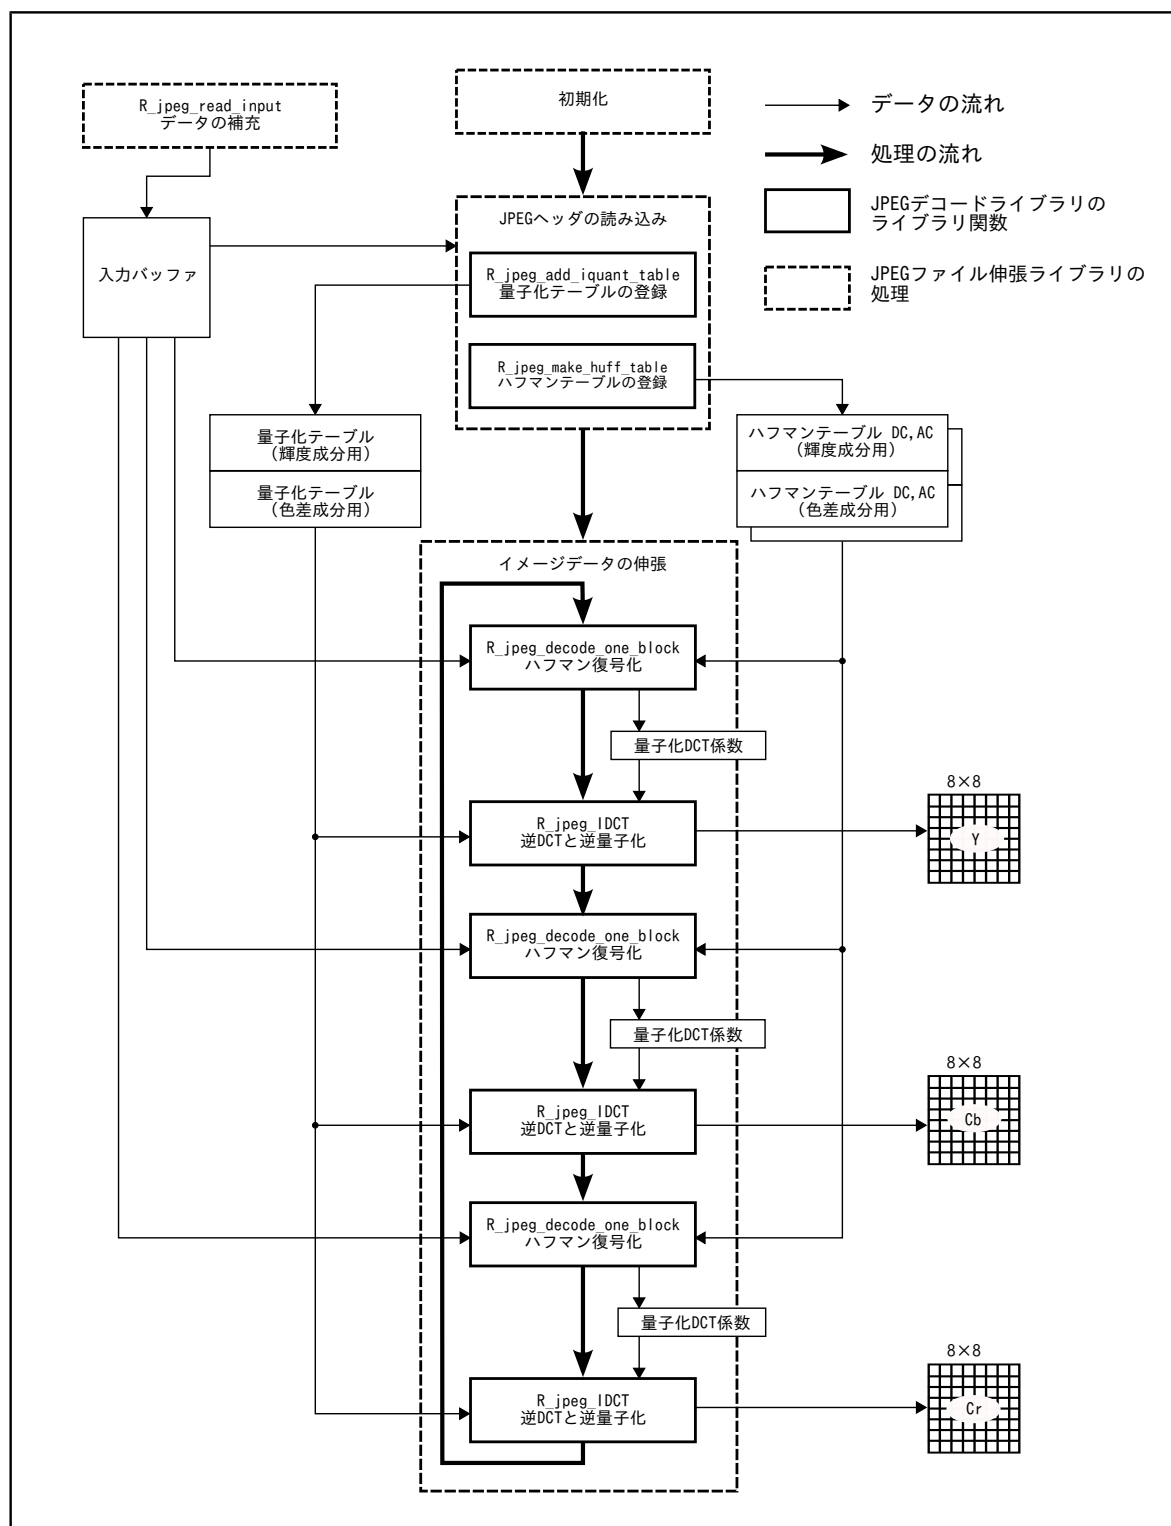 R_jpeg_read_input
データの補充
初期化
データの流れ
処理の流れ
JPEGデコードライブラリの
ライブラリ関数
JPEGファイル伸張ライブラリの
処理
JPEGヘッダの読み込み
入力バッファ
R_jpeg_add_iquant_table
量子化テーブルの登録
R_jpeg_make_huff_table
ハフマンテーブルの登録
量子化テーブル
（輝度成分用）
量子化テーブル
（色差成分用）
ハフマンテーブル DC,AC
（輝度成分用）
ハフマンテーブル DC,AC
（色差成分用）
イメージデータの伸張
R_jpeg_decode_one_block
ハフマン復号化
量子化DCT係数
R_jpeg_IDCT
逆DCTと逆量子化
8×8
Y
R_jpeg_decode_one_block
ハフマン復号化
量子化DCT係数
R_jpeg_IDCT
逆DCTと逆量子化
8×8
Cb
R_jpeg_decode_one_block
ハフマン復号化
量子化DCT係数
R_jpeg_IDCT
逆DCTと逆量子化
8×8
Cr